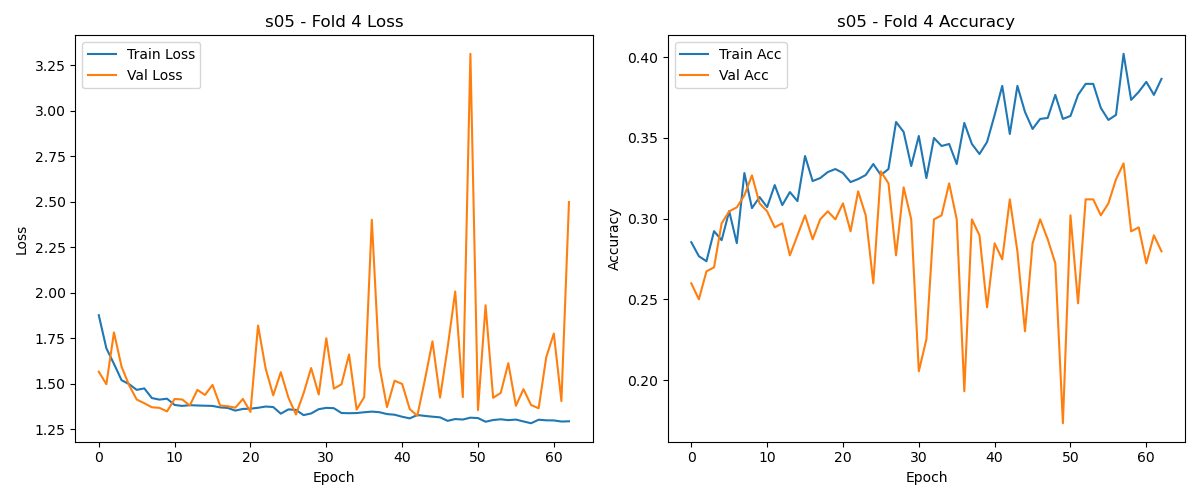 s05 - Fold 4 Loss
Train Loss
Val Loss
3.25
3.00
2.75
2.50
2.25
2.00
1.75
1.50
1.25
Loss
0 10 20 30 40 50 60
Epoch
s05 - Fold 4 Accuracy
Train Acc
Val Acc
0.40
0.35
0.30
0.25
0.20
Accuracy
0 10 20 30 40 50 60
Epoch